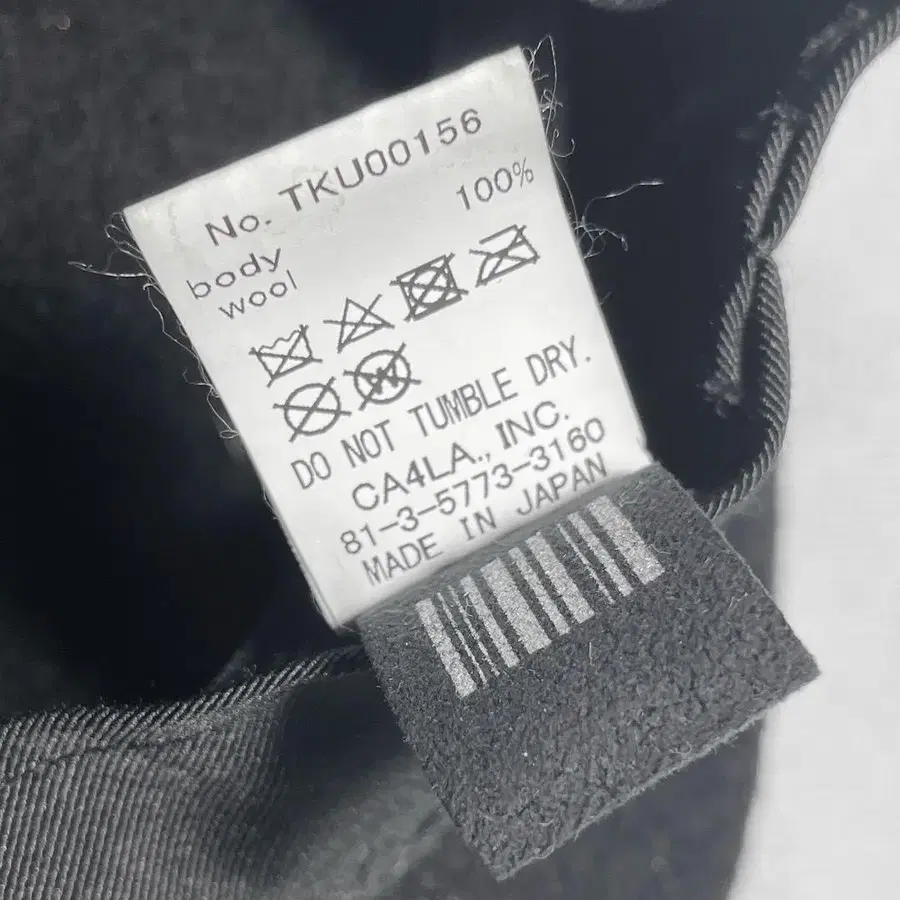 No. TKU00156
body 100%
wool
DO NOT TUMBLE DRY.
CA4LA., INC.
81-3-5773-3160
MADE IN JAPAN